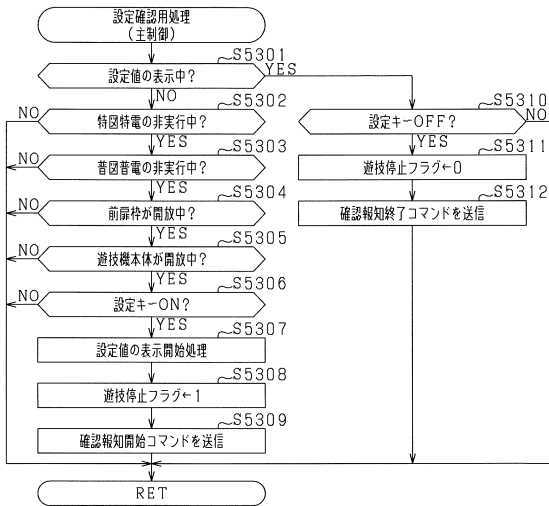 設定確認用処理
(主制御)
S5301
設定値の表示中?
YES
NO
S5302
NO
特図特電の非実行中?
YES
S5303
NO
普図普電の非実行中?
YES
S5304
NO
前扉枠が開放中?
YES
S5305
NO
遊技機本体が開放中?
YES
S5306
NO
設定キーON?
YES
S5307
設定値の表示開始処理
S5308
遊技停止フラグ←1
S5309
確認報知開始コマンドを送信
S5310
設定キーOFF?
NO
YES
S5311
遊技停止フラグ←0
S5312
確認報知終了コマンドを送信
RET